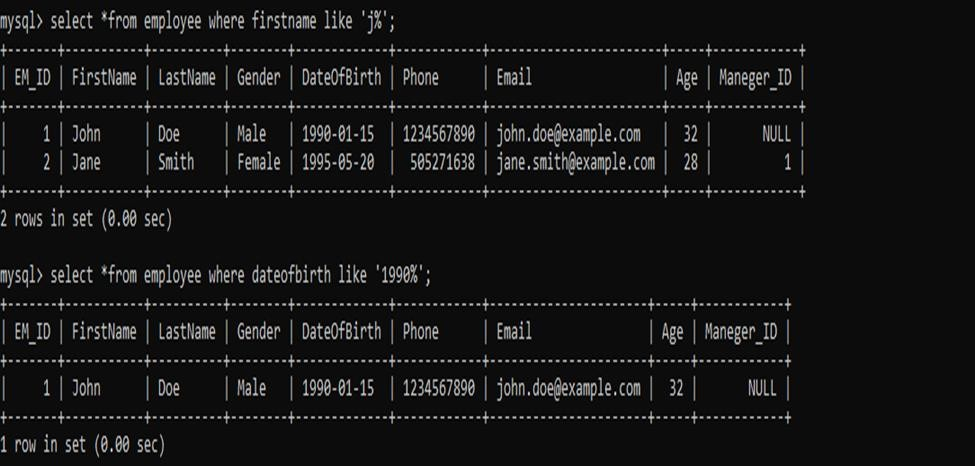 mysql> select *from employee where firstname like 'j%';
+-------+-----------+----------+--------+-------------+------------+------------------------+-----+------------+
| EM_ID | FirstName | LastName | Gender | DateOfBirth | Phone      | Email                  | Age | Maneger_ID |
+-------+-----------+----------+--------+-------------+------------+------------------------+-----+------------+
|     1 | John      | Doe      | Male   | 1990-01-15  | 1234567890 | john.doe@example.com   |  32 |       NULL |
|     2 | Jane      | Smith    | Female | 1995-05-20  |  505271638 | jane.smith@example.com |  28 |          1 |
+-------+-----------+----------+--------+-------------+------------+------------------------+-----+------------+
2 rows in set (0.00 sec)
mysql> select *from employee where dateofbirth like '1990%';
+-------+-----------+----------+--------+-------------+------------+----------------------+-----+------------+
| EM_ID | FirstName | LastName | Gender | DateOfBirth | Phone      | Email                | Age | Maneger_ID |
+-------+-----------+----------+--------+-------------+------------+----------------------+-----+------------+
|     1 | John      | Doe      | Male   | 1990-01-15  | 1234567890 | john.doe@example.com |  32 |       NULL |
+-------+-----------+----------+--------+-------------+------------+----------------------+-----+------------+
1 row in set (0.00 sec)